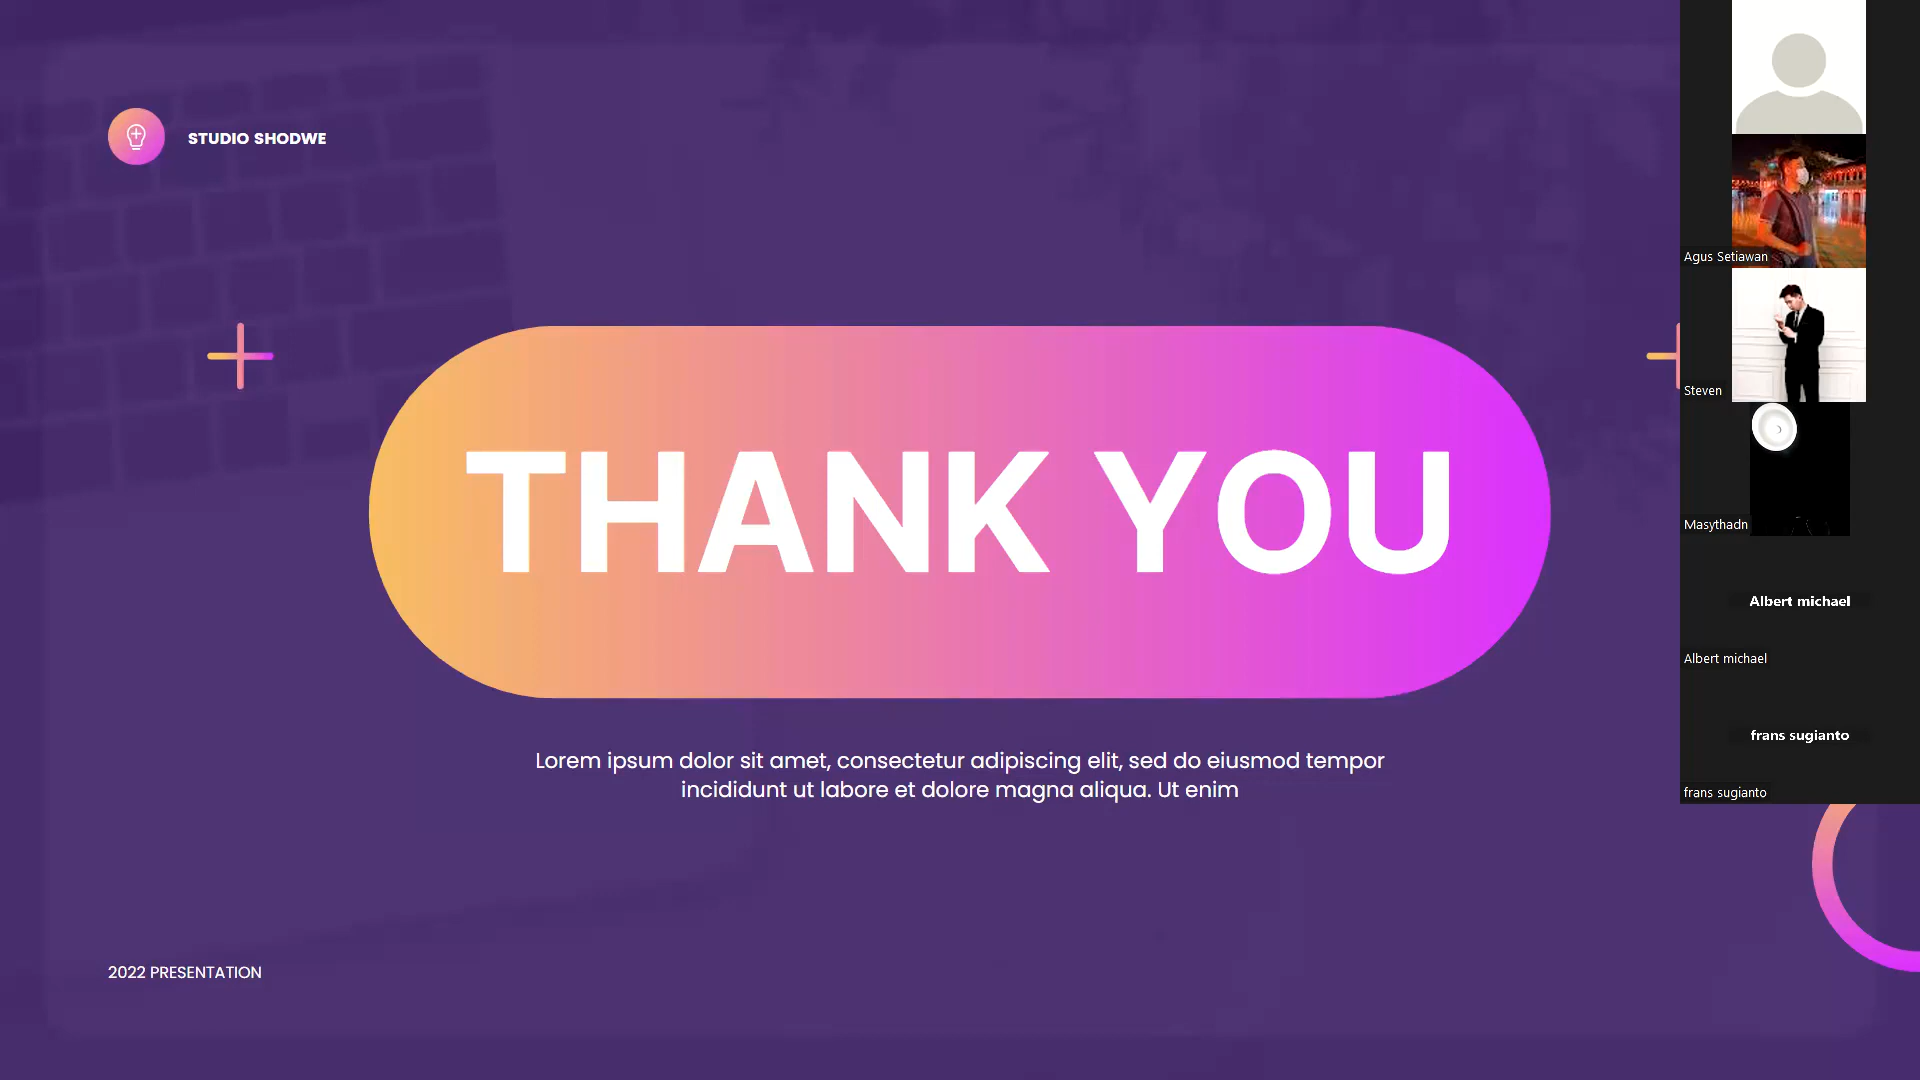 STUDIO SHODWE
THANK YOU
Lorem ipsum dolor sit amet, consectetur adipiscing elit, sed do eiusmod tempor
incididunt ut labore et dolore magna aliqua. Ut enim
2022 PRESENTATION
Agus Setiawan
Steven
Masythadn
Albert michael
Albert michael
frans sugianto
frans sugianto